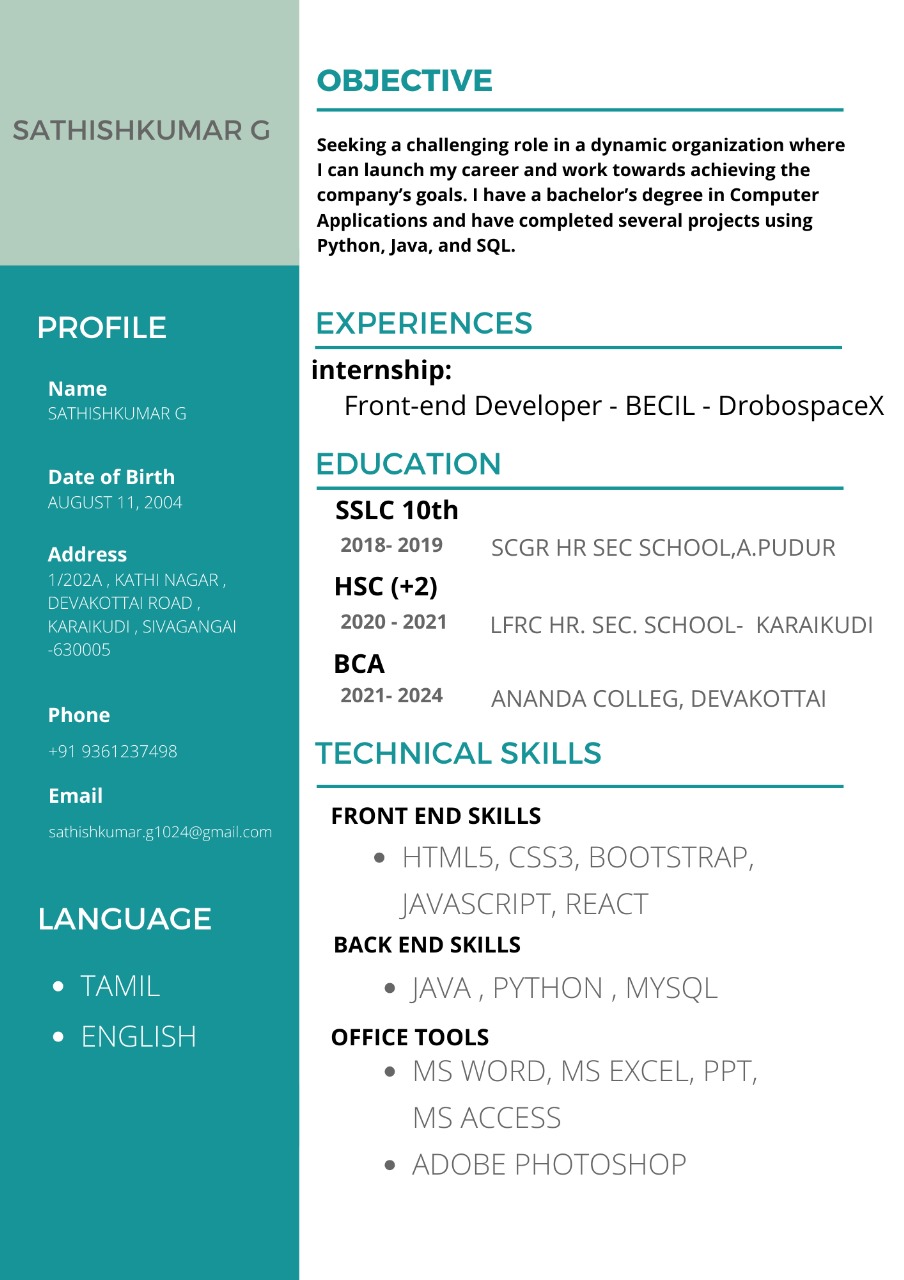 SATHISHKUMAR G
PROFILE
Name
SATHISHKUMAR G
Date of Birth
AUGUST 11, 2004
Address
1/202A , KATHI NAGAR ,
DEVAKOTTAI ROAD ,
KARAIKUDI , SIVAGANGAI
-630005
Phone
+91 9361237498
Email
sathishkumar.g1024@gmail.com
LANGUAGE
• TAMIL
• ENGLISH
OBJECTIVE
Seeking a challenging role in a dynamic organization where
I can launch my career and work towards achieving the
company’s goals. I have a bachelor’s degree in Computer
Applications and have completed several projects using
Python, Java, and SQL.
EXPERIENCES
internship:
Front-end Developer - BECIL - DrobospaceX
EDUCATION
SSLC 10th
2018- 2019 SCGR HR SEC SCHOOL,A.PUDUR
HSC (+2)
2020 - 2021 LFRC HR. SEC. SCHOOL- KARAIKUDI
BCA
2021- 2024 ANANDA COLLEG, DEVAKOTTAI
TECHNICAL SKILLS
FRONT END SKILLS
• HTML5, CSS3, BOOTSTRAP,
JAVASCRIPT, REACT
BACK END SKILLS
• JAVA , PYTHON , MYSQL
OFFICE TOOLS
• MS WORD, MS EXCEL, PPT,
MS ACCESS
• ADOBE PHOTOSHOP